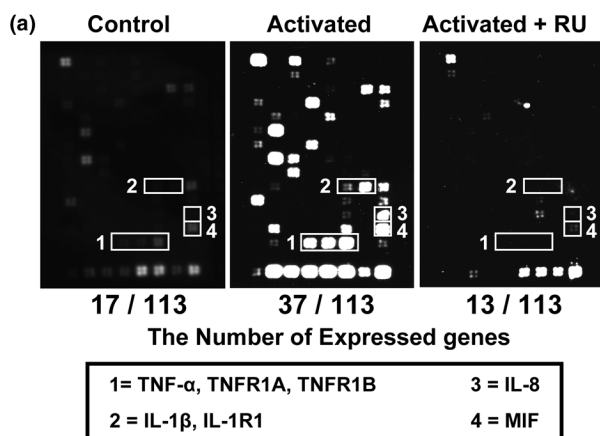 (a) Control Activated Activated + RU
2 2 2
3 3 3
4 4 4
1 1 1
17 / 113 37 / 113 13 / 113
The Number of Expressed genes
1= TNF-α, TNFR1A, TNFR1B 3 = IL-8
2 = IL-1β, IL-1R1 4 = MIF